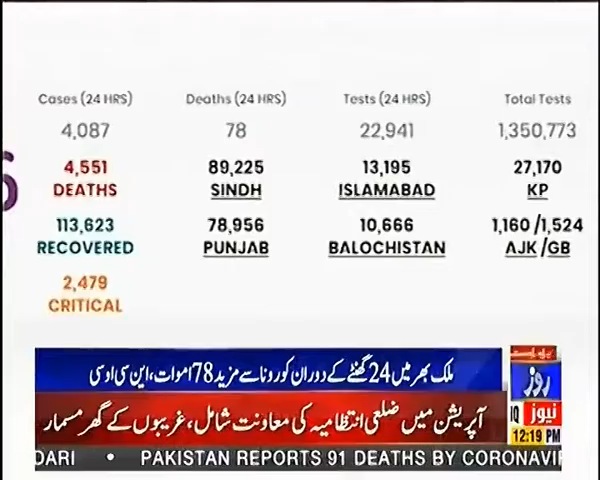 Cases (24 HRS) Deaths (24 HRS) Tests (24 HRS) Total Tests
4,087 78 22,941 1,350,773
4,551 89,225 13,195 27,170
DEATHS SINDH ISLAMABAD KP
113,623 78,956 10,666 1,160 /1,524
RECOVERED PUNJAB BALOCHISTAN AJK /GB
2,479
CRITICAL
ملک بھر میں 24 گھنٹے کے دوران کورونا سے مزید 78 اموات، این سی او سی
روز
نیوز
آپریشن میں ضلعی انتظامیہ کی معاونت شامل، غریبوں کے گھر مسمار
IQ
12:19 PM
DARI • PAKISTAN REPORTS 91 DEATHS BY CORONAVI